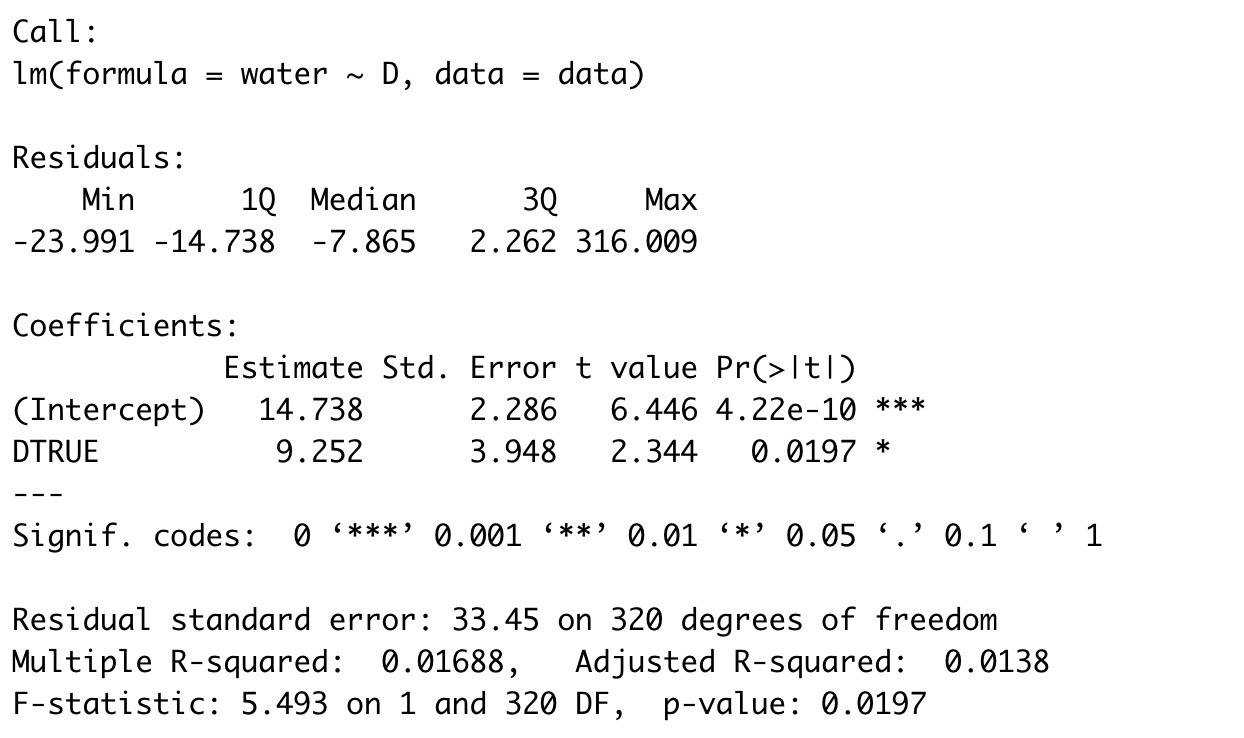 Call:
lm(formula = water ~ D, data = data)

Residuals:
    Min      1Q  Median      3Q     Max
-23.991 -14.738  -7.865   2.262 316.009

Coefficients:
            Estimate Std. Error t value Pr(>|t|)
(Intercept)   14.738      2.286   6.446 4.22e-10 ***
DTRUE          9.252      3.948   2.344   0.0197 *
---
Signif. codes:  0 ‘***’ 0.001 ‘**’ 0.01 ‘*’ 0.05 ‘.’ 0.1 ‘ ’ 1

Residual standard error: 33.45 on 320 degrees of freedom
Multiple R-squared:  0.01688,   Adjusted R-squared:  0.0138
F-statistic: 5.493 on 1 and 320 DF,  p-value: 0.0197